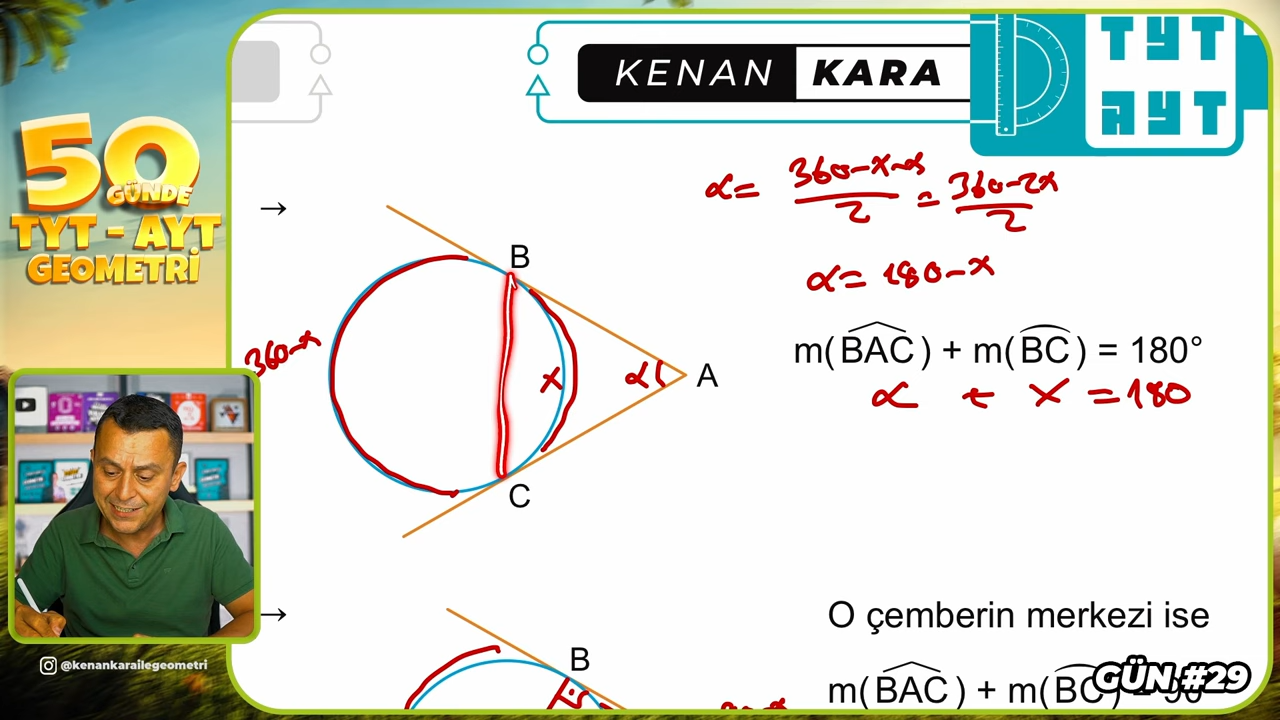 KENAN KARA
TYT
AYT
50
GÜNDE
TYT - AYT
GEOMETRİ
α = 360-x-x / 2 = 360-2x / 2
→
B
α = 180-x
360-x
m(BAC) + m(BC) = 180°
x
α
A
α + x = 180
C
→
O çemberin merkezi ise
B
m(BAC) + m(BC)
GÜN #29
@kenankarailegeometri